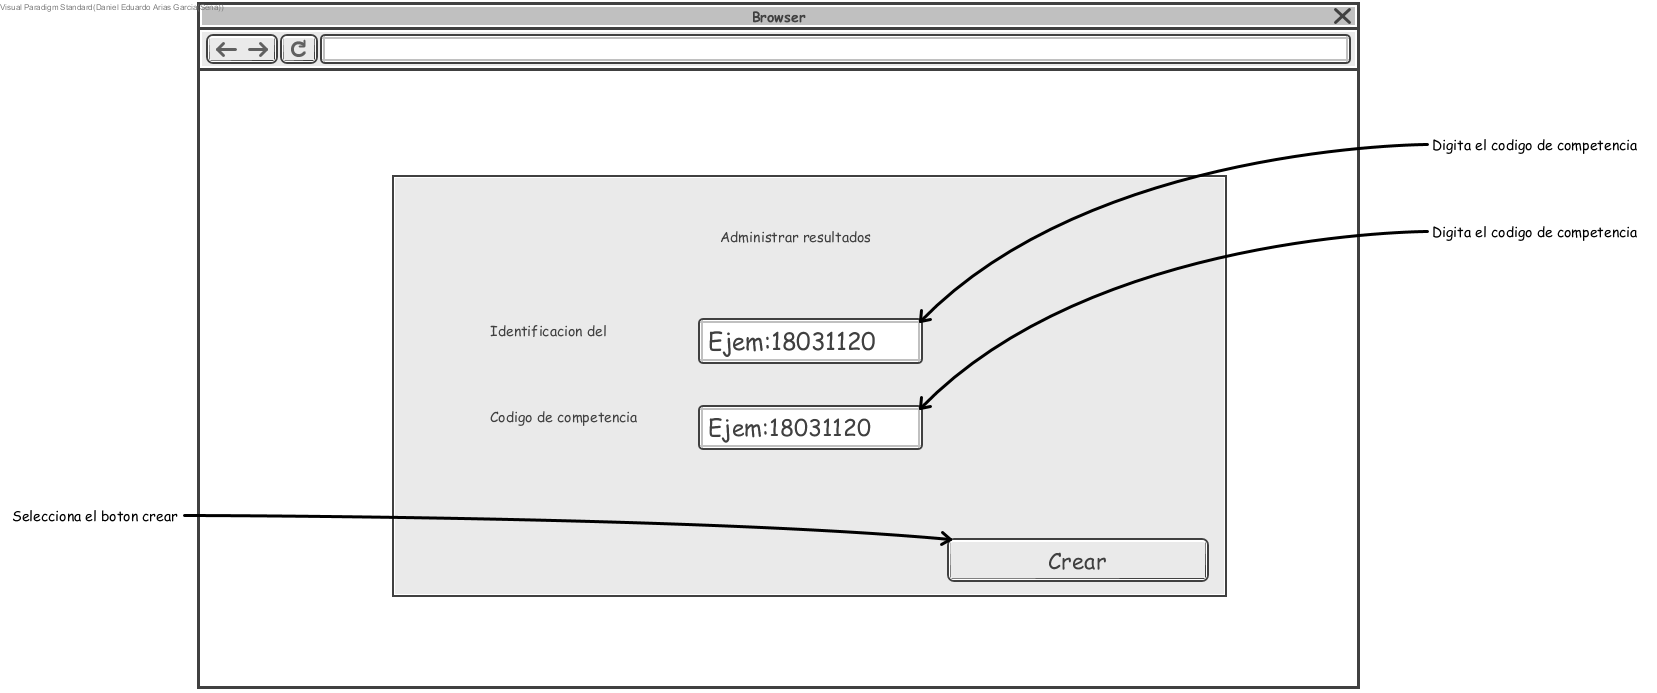 Visual Paradigm Standard(Daniel Eduardo Arias Garcia(Sena))
Browser
Digita el codigo de competencia
Digita el codigo de competencia
Administrar resultados
Identificacion del
Ejem:18031120
Codigo de competencia
Ejem:18031120
Selecciona el boton crear
Crear